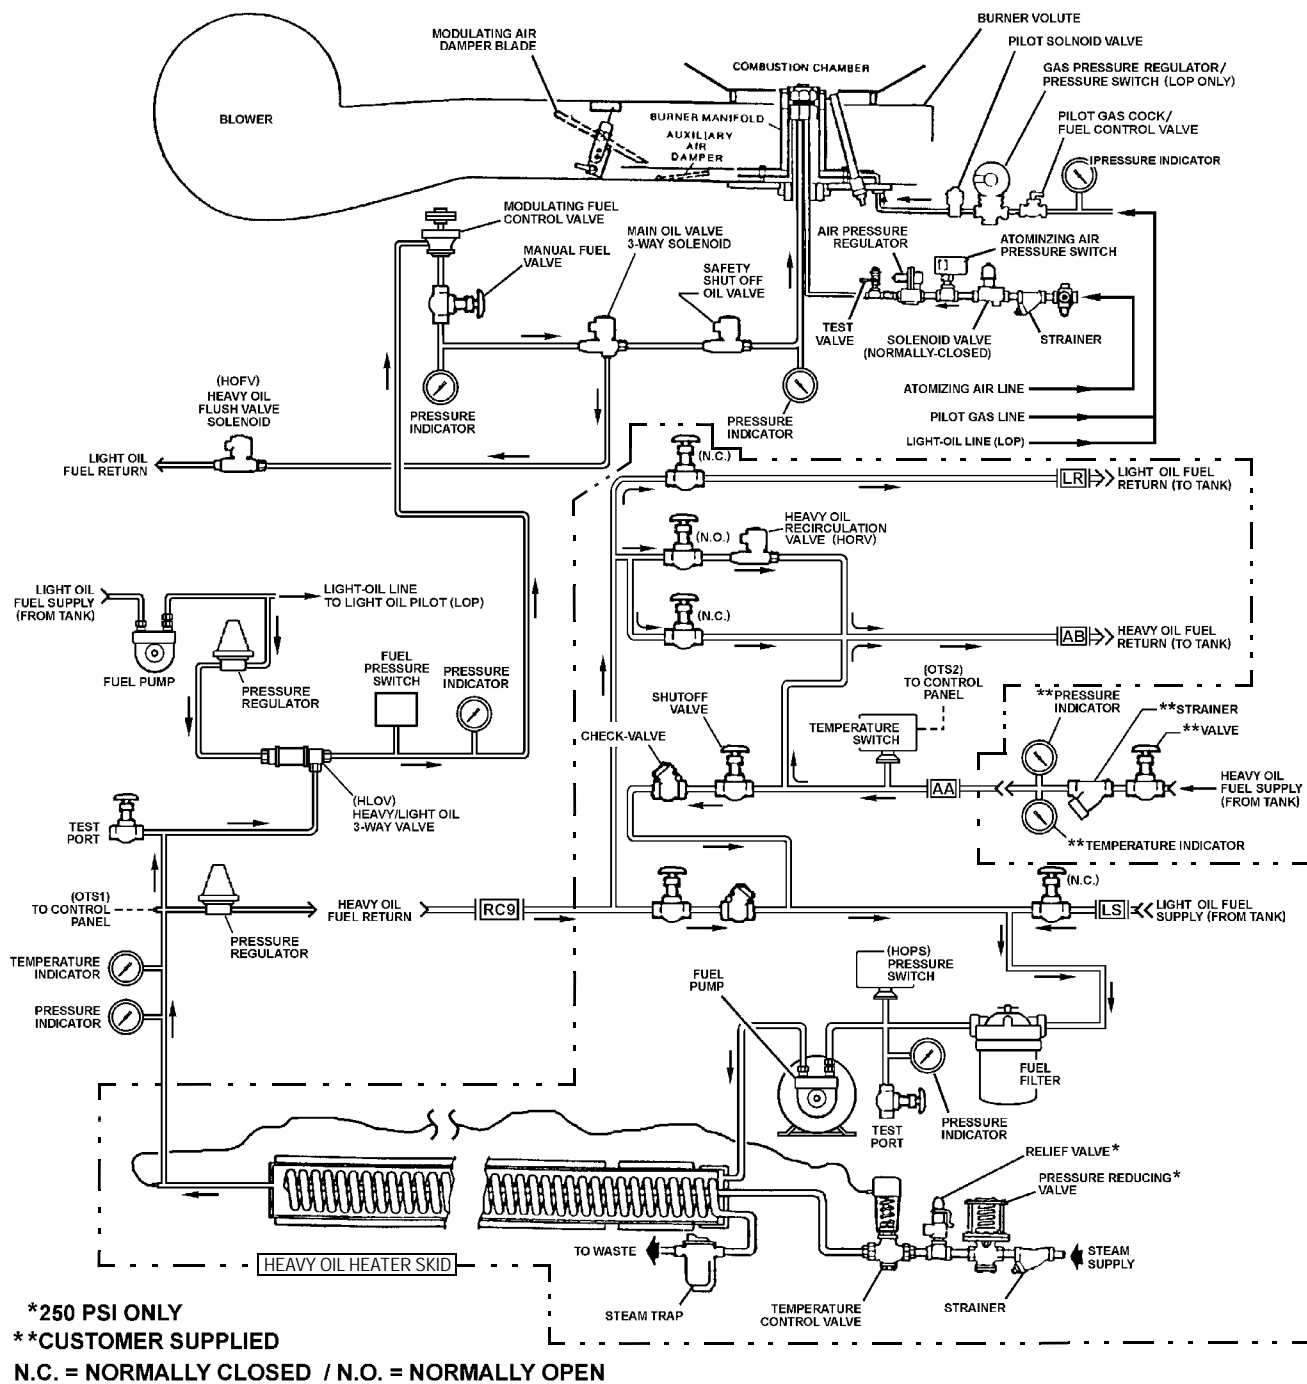 BURNER VOLUTE
MODULATING AIR
DAMPER BLADE
PILOT SOLNOID VALVE
COMBUSTION CHAMBER
GAS PRESSURE REGULATOR/
PRESSURE SWITCH (LOP ONLY)
BLOWER
BURNER MANIFOLD
AUXILIARY
AIR
DAMPER
PILOT GAS COCK/
FUEL CONTROL VALVE
IPRESSURE INDICATOR
MODULATING FUEL
CONTROL VALVE
MANUAL FUEL
VALVE
MAIN OIL VALVE
3-WAY SOLENOID
SAFETY
SHUT OFF
OIL VALVE
AIR PRESSURE
REGULATOR
ATOMINZING AIR
PRESSURE SWITCH
TEST
VALVE
SOLENOID VALVE
(NORMALLY-CLOSED)
STRAINER
(HOFV)
HEAVY OIL
FLUSH VALVE
SOLENOID
PRESSURE
INDICATOR
PRESSURE
INDICATOR
ATOMIZING AIR LINE
PILOT GAS LINE
LIGHT-OIL LINE (LOP)
LIGHT OIL
FUEL RETURN
(N.C.)
LR
LIGHT OIL FUEL
RETURN (TO TANK)
(N.O.)
HEAVY OIL
RECIRCULATION
VALVE (HORV)
LIGHT OIL
FUEL SUPPLY
(FROM TANK)
LIGHT-OIL LINE
TO LIGHT OIL PILOT (LOP)
(N.C.)
AB
HEAVY OIL FUEL
RETURN (TO TANK)
FUEL PUMP
PRESSURE
REGULATOR
FUEL
PRESSURE
SWITCH
PRESSURE
INDICATOR
SHUTOFF
VALVE
CHECK-VALVE
(OTS2)
TO CONTROL
PANEL
TEMPERATURE
SWITCH
**PRESSURE
INDICATOR
**STRAINER
**VALVE
AA
HEAVY OIL
FUEL SUPPLY
(FROM TANK)
**TEMPERATURE INDICATOR
(HLOV)
HEAVY/LIGHT OIL
3-WAY VALVE
TEST
PORT
(OTS1)
TO CONTROL
PANEL
PRESSURE
REGULATOR
HEAVY OIL
FUEL RETURN
RC9
(N.C.)
LS
LIGHT OIL FUEL
SUPPLY (FROM TANK)
TEMPERATURE
INDICATOR
PRESSURE
INDICATOR
(HOPS)
PRESSURE
SWITCH
FUEL
PUMP
FUEL
FILTER
TEST
PORT
PRESSURE
INDICATOR
RELIEF VALVE*
PRESSURE REDUCING*
VALVE
TO WASTE
STEAM
SUPPLY
HEAVY OIL HEATER SKID
STEAM TRAP
TEMPERATURE
CONTROL VALVE
STRAINER
*250 PSI ONLY
**CUSTOMER SUPPLIED
N.C. = NORMALLY CLOSED / N.O. = NORMALLY OPEN